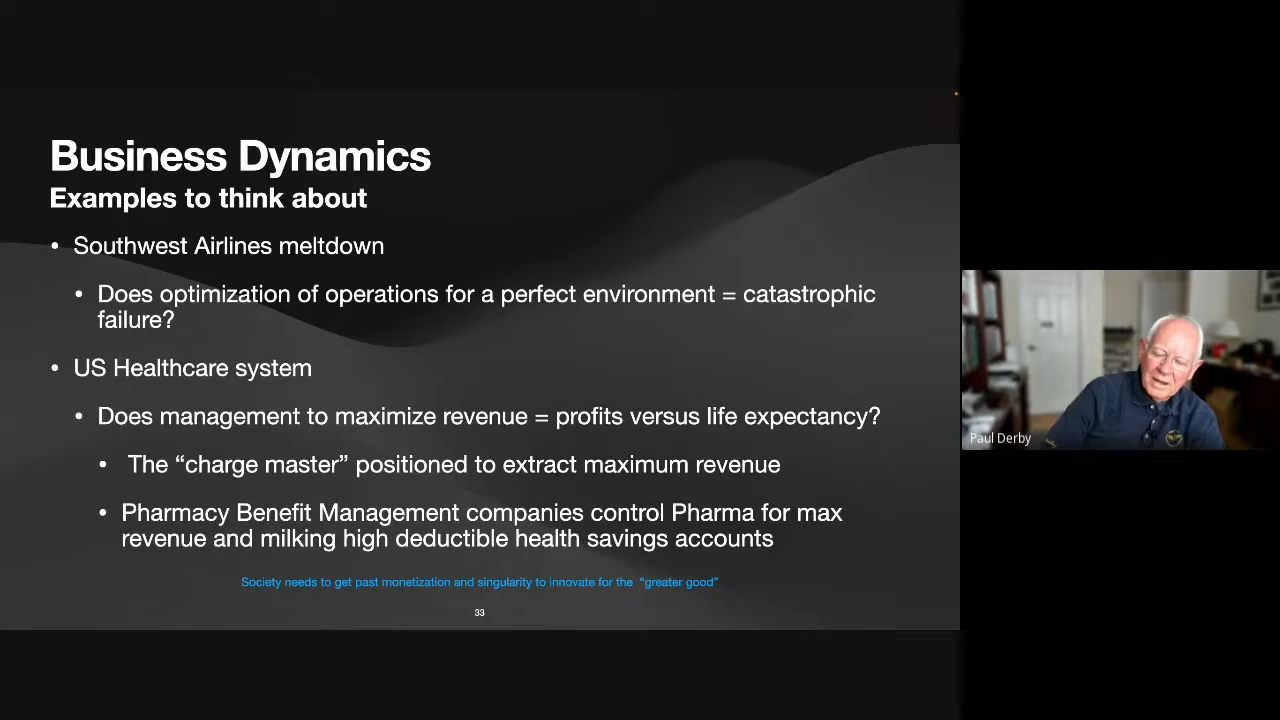 Business Dynamics
Examples to think about
• Southwest Airlines meltdown
• Does optimization of operations for a perfect environment = catastrophic
failure?
• US Healthcare system
• Does management to maximize revenue = profits versus life expectancy?
• The “charge master” positioned to extract maximum revenue
• Pharmacy Benefit Management companies control Pharma for max
revenue and milking high deductible health savings accounts
Society needs to get past monetization and singularity to innovate for the “greater good”
33
Paul Derby